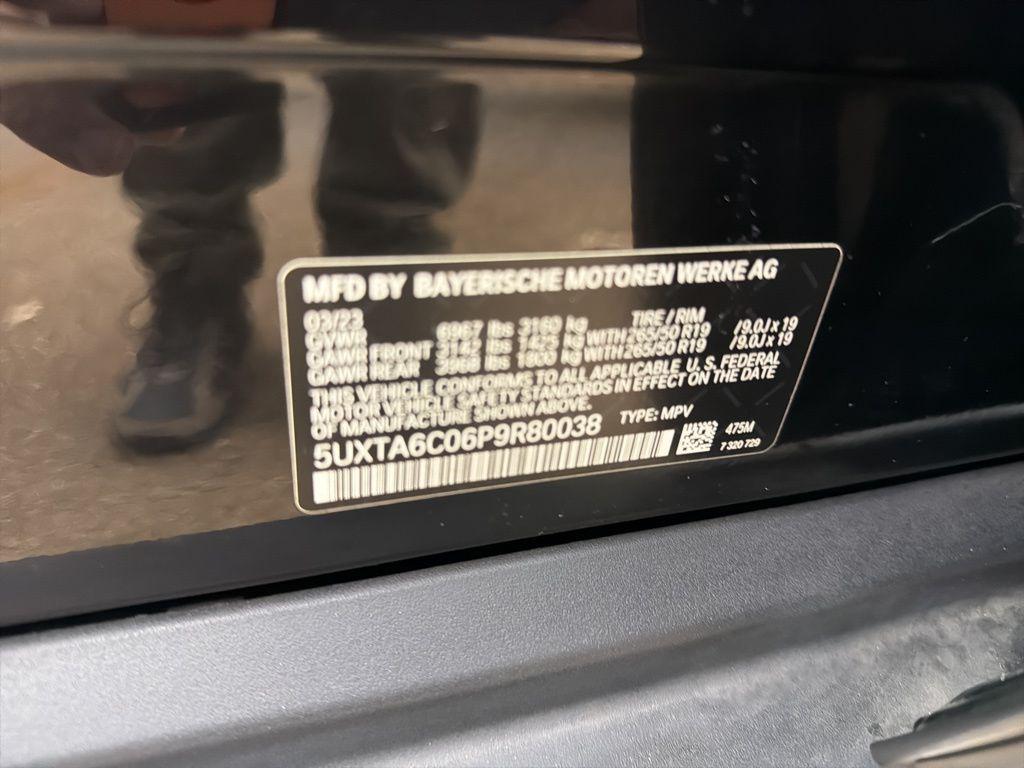 MFD BY BAYERISCHE MOTOREN WERKE AG
03/23 TIRE / RIM
GVWR 6967 lbs 3160 kg
GAWR FRONT 3142 lbs 1425 kg WITH 265/50 R19 /9.0J x 19
GAWR REAR 3968 lbs 1800 kg WITH 265/50 R19 /9.0J x 19
THIS VEHICLE CONFORMS TO ALL APPLICABLE U. S. FEDERAL
MOTOR VEHICLE SAFETY STANDARDS IN EFFECT ON THE DATE
OF MANUFACTURE SHOWN ABOVE.
5UXTA6C06P9R80038 TYPE: MPV
475M
7 320 729